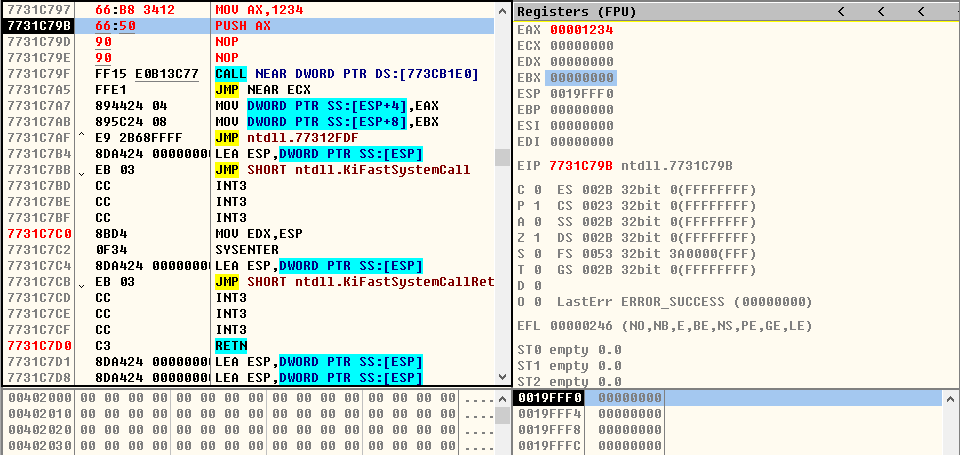 7731C797 66:B8 3412 MOV AX,1234
7731C79B 66:50 PUSH AX
7731C79D 90 NOP
7731C79E 90 NOP
7731C79F FF15 E0B13C77 CALL NEAR DWORD PTR DS:[773CB1E0]
7731C7A5 FFE1 JMP NEAR ECX
7731C7A7 894424 04 MOV DWORD PTR SS:[ESP+4],EAX
7731C7AB 895C24 08 MOV DWORD PTR SS:[ESP+8],EBX
7731C7AF ^ E9 2B68FFFF JMP ntdll.77312FDF
7731C7B4 8DA424 0000000 LEA ESP,DWORD PTR SS:[ESP]
7731C7BB ⌄ EB 03 JMP SHORT ntdll.KiFastSystemCall
7731C7BD CC INT3
7731C7BE CC INT3
7731C7BF CC INT3
7731C7C0 8BD4 MOV EDX,ESP
7731C7C2 0F34 SYSENTER
7731C7C4 8DA424 0000000 LEA ESP,DWORD PTR SS:[ESP]
7731C7CB ⌄ EB 03 JMP SHORT ntdll.KiFastSystemCallRet
7731C7CD CC INT3
7731C7CE CC INT3
7731C7CF CC INT3
7731C7D0 C3 RETN
7731C7D1 8DA424 0000000 LEA ESP,DWORD PTR SS:[ESP]
7731C7D8 8DA424 0000000 LEA ESP,DWORD PTR SS:[ESP]
Registers (FPU) < < <
EAX 00001234
ECX 00000000
EDX 00000000
EBX 00000000
ESP 0019FFF0
EBP 00000000
ESI 00000000
EDI 00000000
EIP 7731C79B ntdll.7731C79B
C 0 ES 002B 32bit 0(FFFFFFFF)
P 1 CS 0023 32bit 0(FFFFFFFF)
A 0 SS 002B 32bit 0(FFFFFFFF)
Z 1 DS 002B 32bit 0(FFFFFFFF)
S 0 FS 0053 32bit 3A0000(FFF)
T 0 GS 002B 32bit 0(FFFFFFFF)
D 0
O 0 LastErr ERROR_SUCCESS (00000000)
EFL 00000246 (NO,NB,E,BE,NS,PE,GE,LE)
ST0 empty 0.0
ST1 empty 0.0
ST2 empty 0.0
00402000 00 00 00 00 00 00 00 00 00 00 00 00 00 00 00 00 ....
00402010 00 00 00 00 00 00 00 00 00 00 00 00 00 00 00 00 ....
00402020 00 00 00 00 00 00 00 00 00 00 00 00 00 00 00 00 ....
00402030 00 00 00 00 00 00 00 00 00 00 00 00 00 00 00 00 ....
0019FFF0 00000000
0019FFF4 00000000
0019FFF8 00000000
0019FFFC 00000000